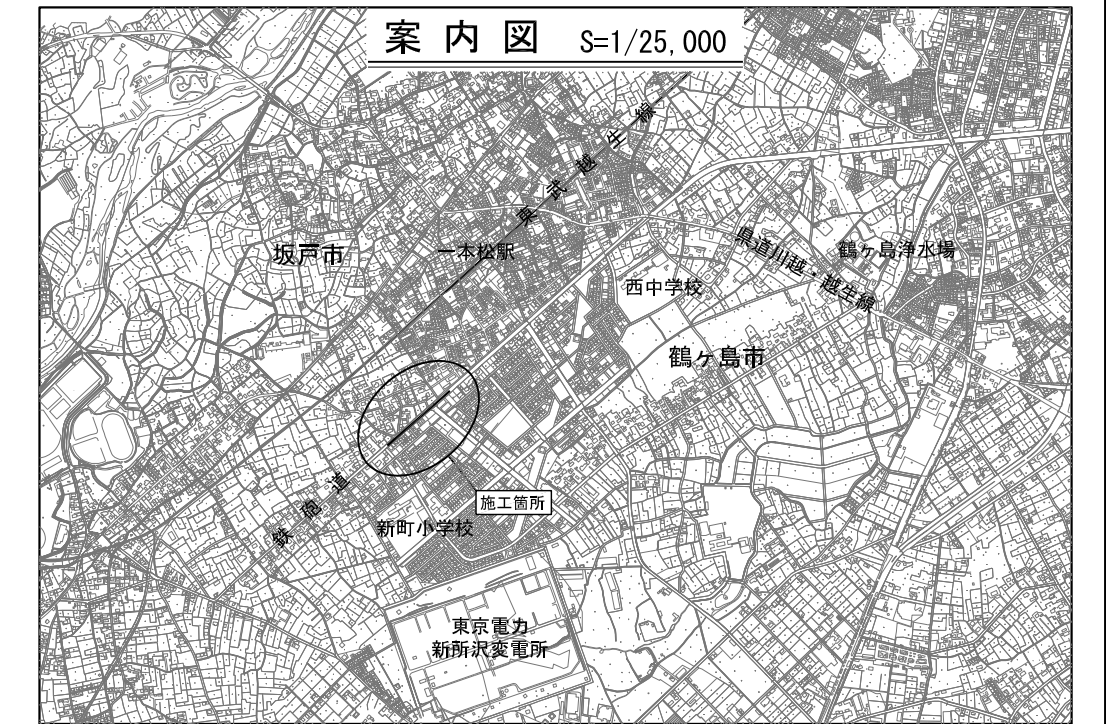 案内図 S=1/25,000
東武越生線
坂戸市
一本松駅
県道川越・越生線
鶴ヶ島浄水場
西中学校
鶴ヶ島市
鉄砲道
施工箇所
新町小学校
東京電力
新所沢変電所